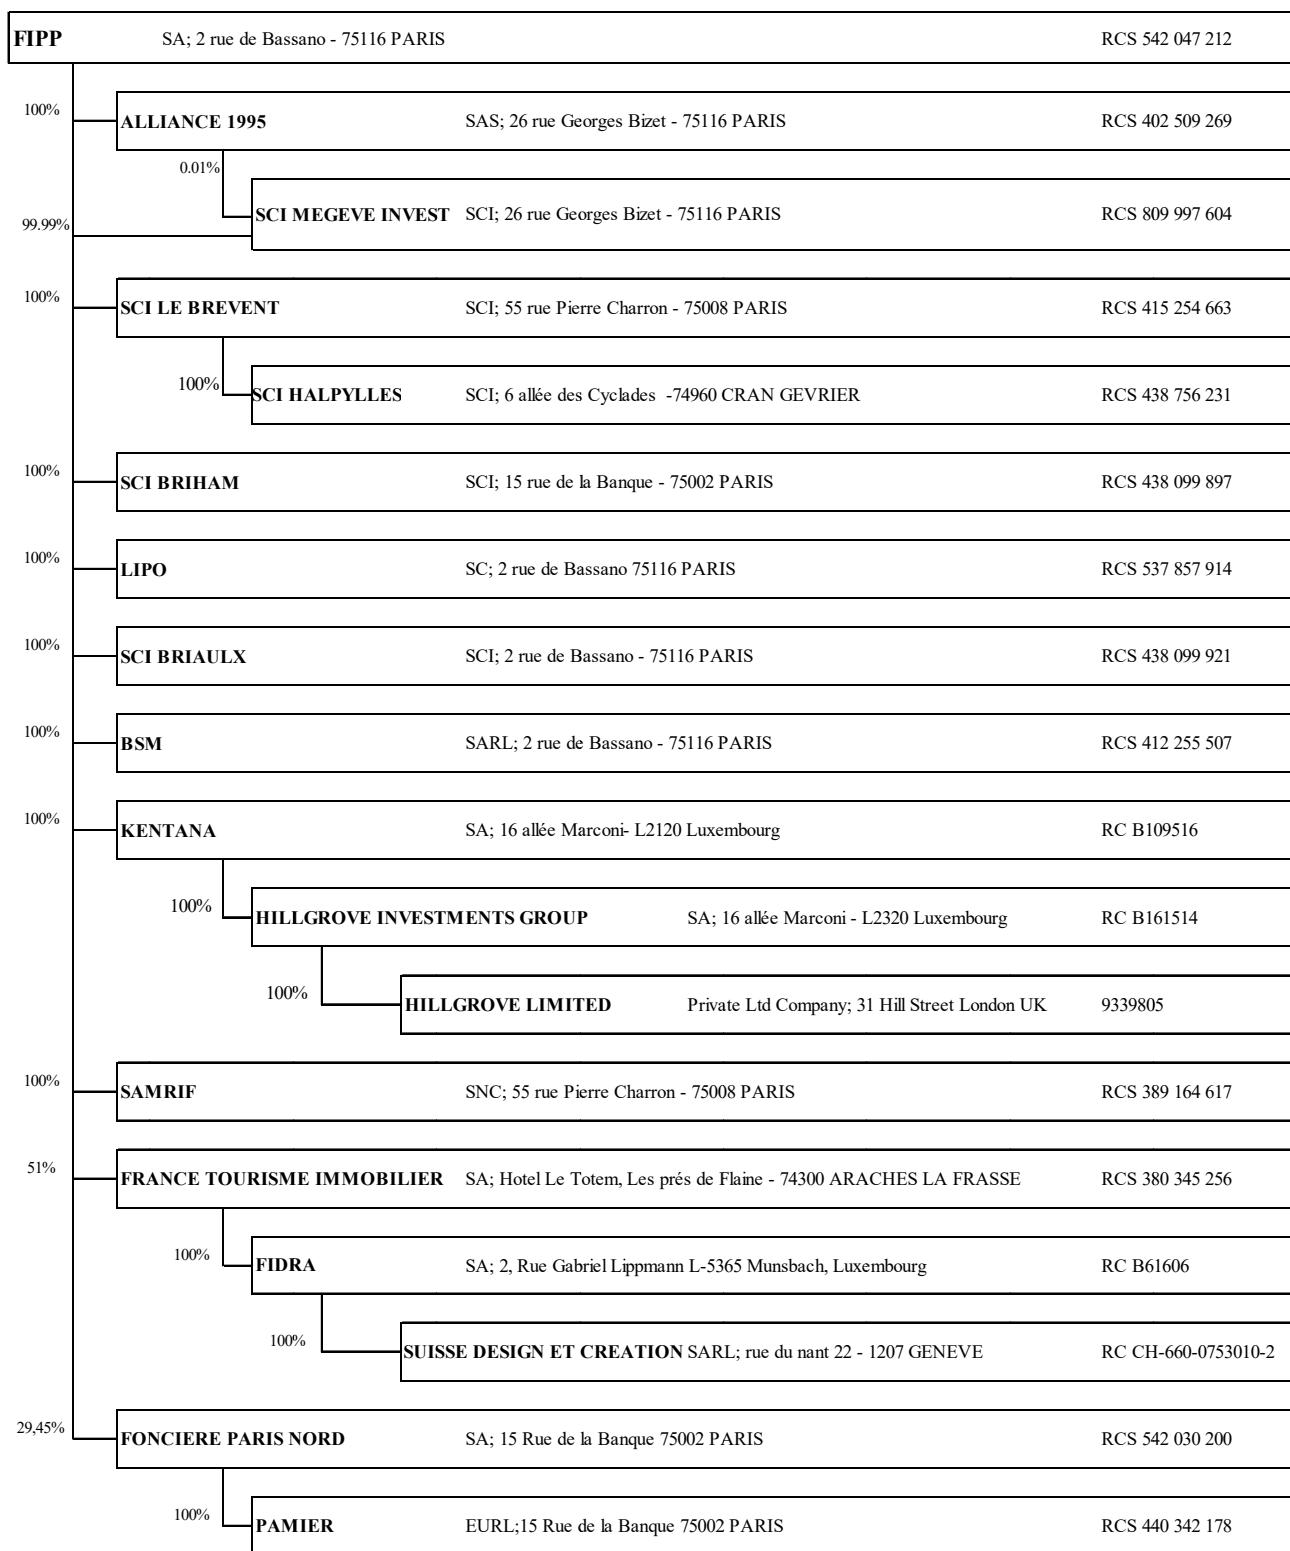 FIPP SA; 2 rue de Bassano - 75116 PARIS RCS 542 047 212
100%
ALLIANCE 1995 SAS; 26 rue Georges Bizet - 75116 PARIS RCS 402 509 269
0.01%
SCI MEGEVE INVEST SCI; 26 rue Georges Bizet - 75116 PARIS RCS 809 997 604
99.99%
100%
SCI LE BREVENT SCI; 55 rue Pierre Charron - 75008 PARIS RCS 415 254 663
100%
SCI HALPYLLES SCI; 6 allée des Cyclades -74960 CRAN GEVRIER RCS 438 756 231
100%
SCI BRIHAM SCI; 15 rue de la Banque - 75002 PARIS RCS 438 099 897
100%
LIPO SC; 2 rue de Bassano 75116 PARIS RCS 537 857 914
100%
SCI BRIAULX SCI; 2 rue de Bassano - 75116 PARIS RCS 438 099 921
100%
BSM SARL; 2 rue de Bassano - 75116 PARIS RCS 412 255 507
100%
KENTANA SA; 16 allée Marconi- L2120 Luxembourg RC B109516
100%
HILLGROVE INVESTMENTS GROUP SA; 16 allée Marconi - L2320 Luxembourg RC B161514
100%
HILLGROVE LIMITED Private Ltd Company; 31 Hill Street London UK 9339805
100%
SAMRIF SNC; 55 rue Pierre Charron - 75008 PARIS RCS 389 164 617
51%
FRANCE TOURISME IMMOBILIER SA; Hotel Le Totem, Les prés de Flaine - 74300 ARACHES LA FRASSE RCS 380 345 256
100%
FIDRA SA; 2, Rue Gabriel Lippmann L-5365 Munsbach, Luxembourg RC B61606
100%
SUISSE DESIGN ET CREATION SARL; rue du nant 22 - 1207 GENEVE RC CH-660-0753010-2
29,45%
FONCIERE PARIS NORD SA; 15 Rue de la Banque 75002 PARIS RCS 542 030 200
100%
PAMIER EURL;15 Rue de la Banque 75002 PARIS RCS 440 342 178